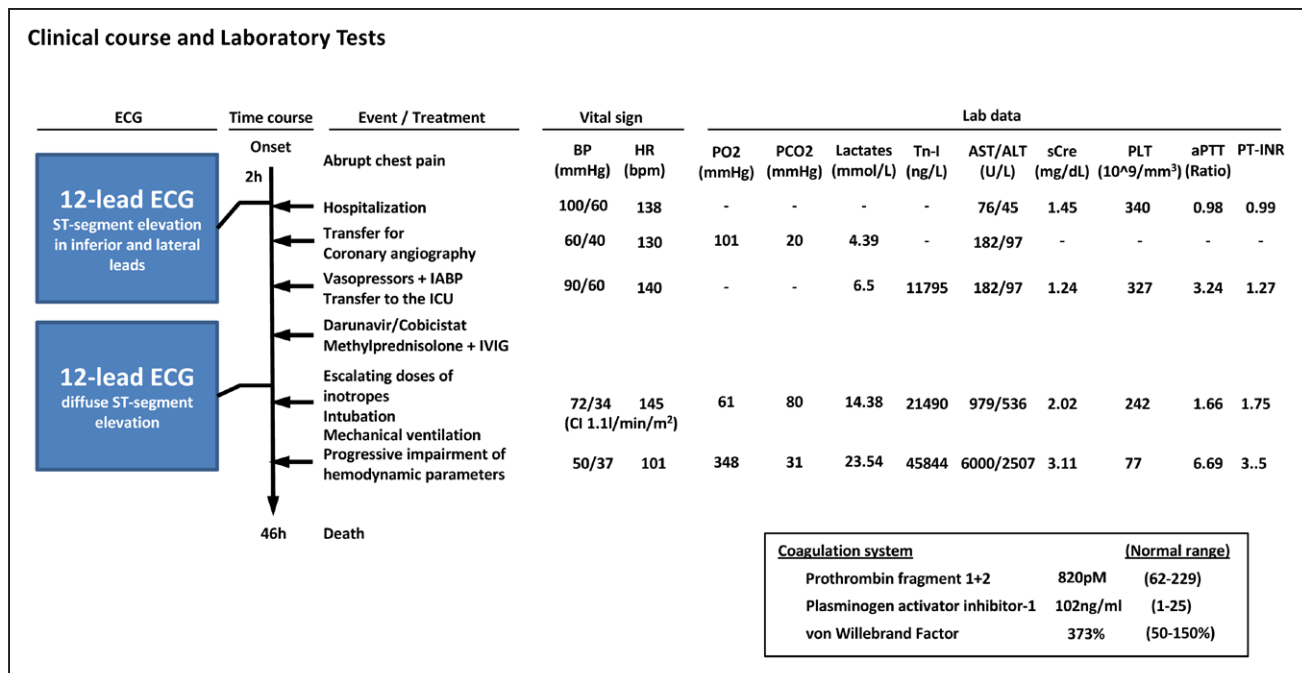 Clinical course and Laboratory Tests
ECG Time course Event / Treatment Vital sign Lab data
Onset Abrupt chest pain
BP (mmHg) HR (bpm) PO2 (mmHg) PCO2 (mmHg) Lactates (mmol/L) Tn-I (ng/L) AST/ALT (U/L) sCre (mg/dL) PLT (10^9/mm³) aPTT (Ratio) PT-INR
2h
12-lead ECG
ST-segment elevation
in inferior and lateral
leads
Hospitalization 100/60 138 - - - - 76/45 1.45 340 0.98 0.99
Transfer for
Coronary angiography 60/40 130 101 20 4.39 - 182/97 - - - -
Vasopressors + IABP
Transfer to the ICU 90/60 140 - - 6.5 11795 182/97 1.24 327 3.24 1.27
Darunavir/Cobicistat
Methylprednisolone + IVIG
12-lead ECG
diffuse ST-segment
elevation
Escalating doses of
inotropes
Intubation 72/34 145 61 80 14.38 21490 979/536 2.02 242 1.66 1.75
(CI 1.1l/min/m²)
Mechanical ventilation
Progressive impairment of
hemodynamic parameters 50/37 101 348 31 23.54 45844 6000/2507 3.11 77 6.69 3..5
46h Death
Coagulation system (Normal range)
Prothrombin fragment 1+2 820pM (62-229)
Plasminogen activator inhibitor-1 102ng/ml (1-25)
von Willebrand Factor 373% (50-150%)